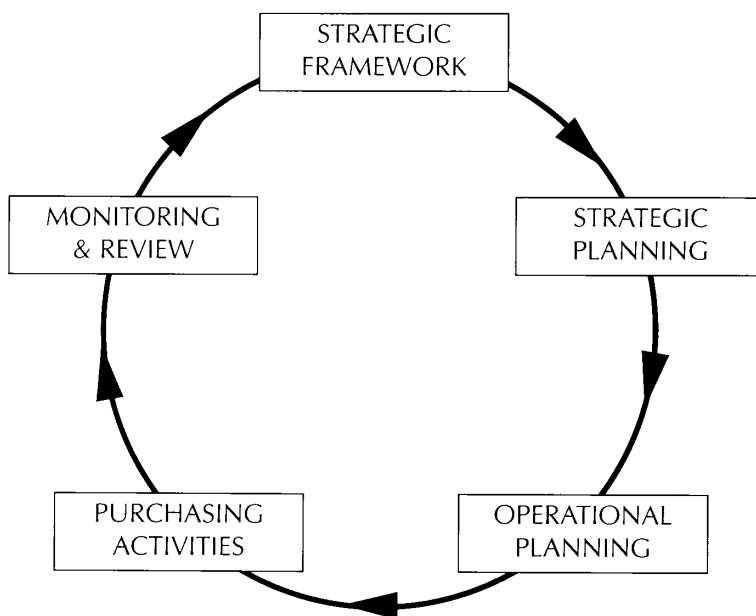 STRATEGIC
FRAMEWORK
STRATEGIC
PLANNING
OPERATIONAL
PLANNING
PURCHASING
ACTIVITIES
MONITORING
& REVIEW